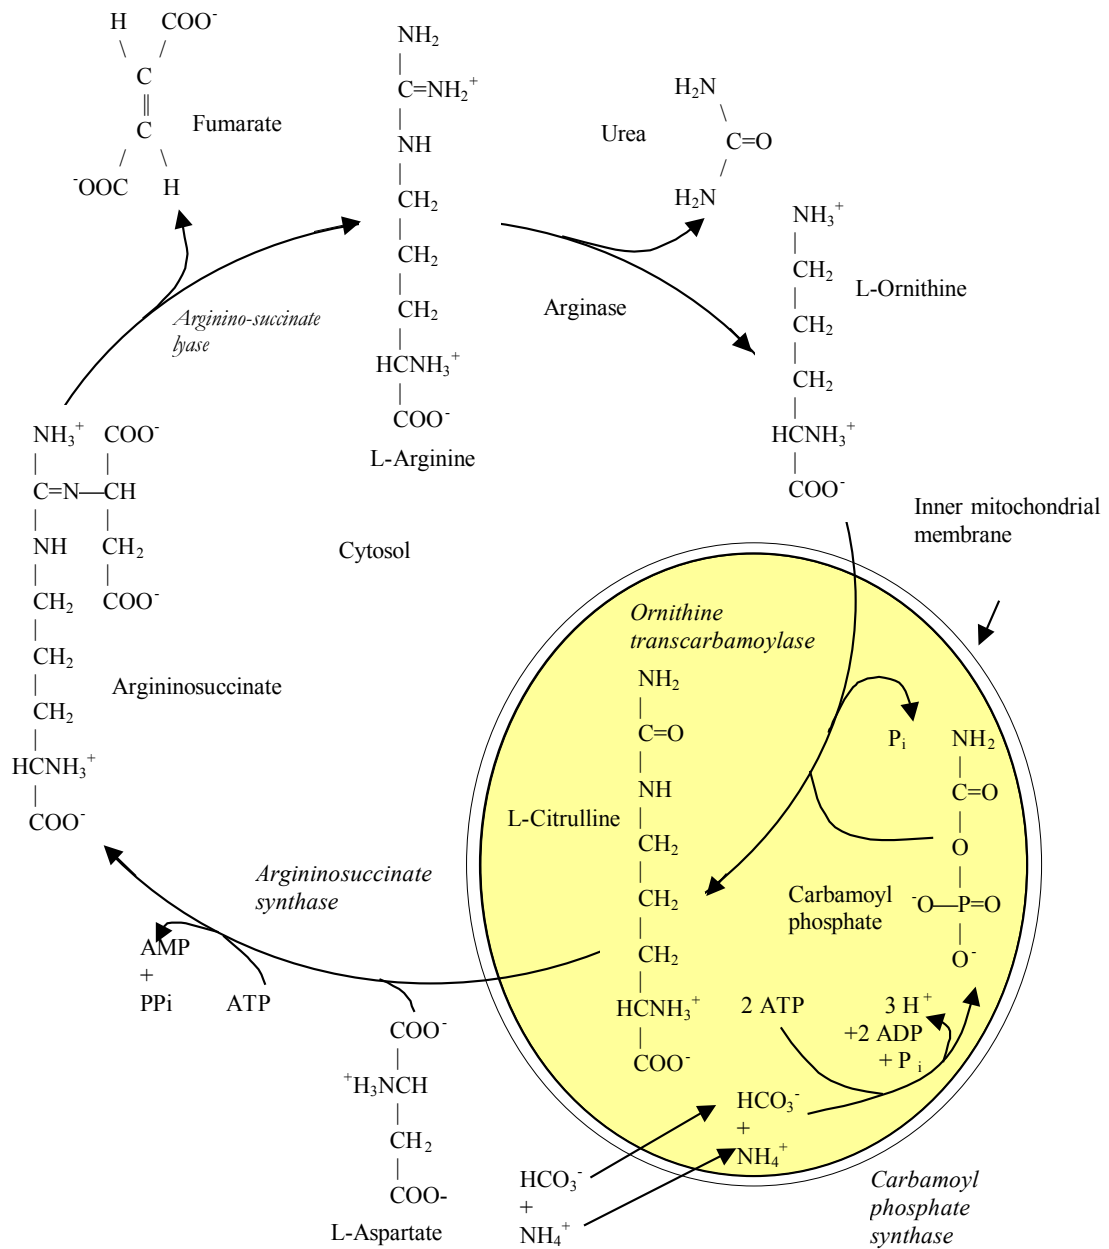 H COO-
C
||
C
-OOC H
Fumarate
NH2
|
C=NH2+
|
NH
|
CH2
|
CH2
|
CH2
|
HCNH3+
|
COO-
L-Arginine
Urea
H2N
C=O
H2N
NH3+
|
CH2
|
CH2
|
CH2
|
HCNH3+
|
COO-
L-Ornithine
Arginino-succinate
lyase
Arginase
NH3+ COO-
| |
C=N—CH
| |
NH CH2
| |
CH2 COO-
|
CH2
|
CH2
|
HCNH3+
|
COO-
Argininosuccinate
Cytosol
Inner mitochondrial
membrane
Ornithine
transcarbamoylase
NH2
|
C=O
|
NH
|
CH2
|
CH2
|
CH2
|
HCNH3+
|
COO-
L-Citrulline
Pi
NH2
|
C=O
|
O
|
-O—P=O
|
O-
Carbamoyl
phosphate
Argininosuccinate
synthase
AMP
+
PPi
ATP
2 ATP
3 H+
+2 ADP
+ Pi
HCO3-
+
NH4+
COO-
|
+H3NCH
|
CH2
|
COO-
L-Aspartate
HCO3-
+
NH4+
Carbamoyl
phosphate
synthase